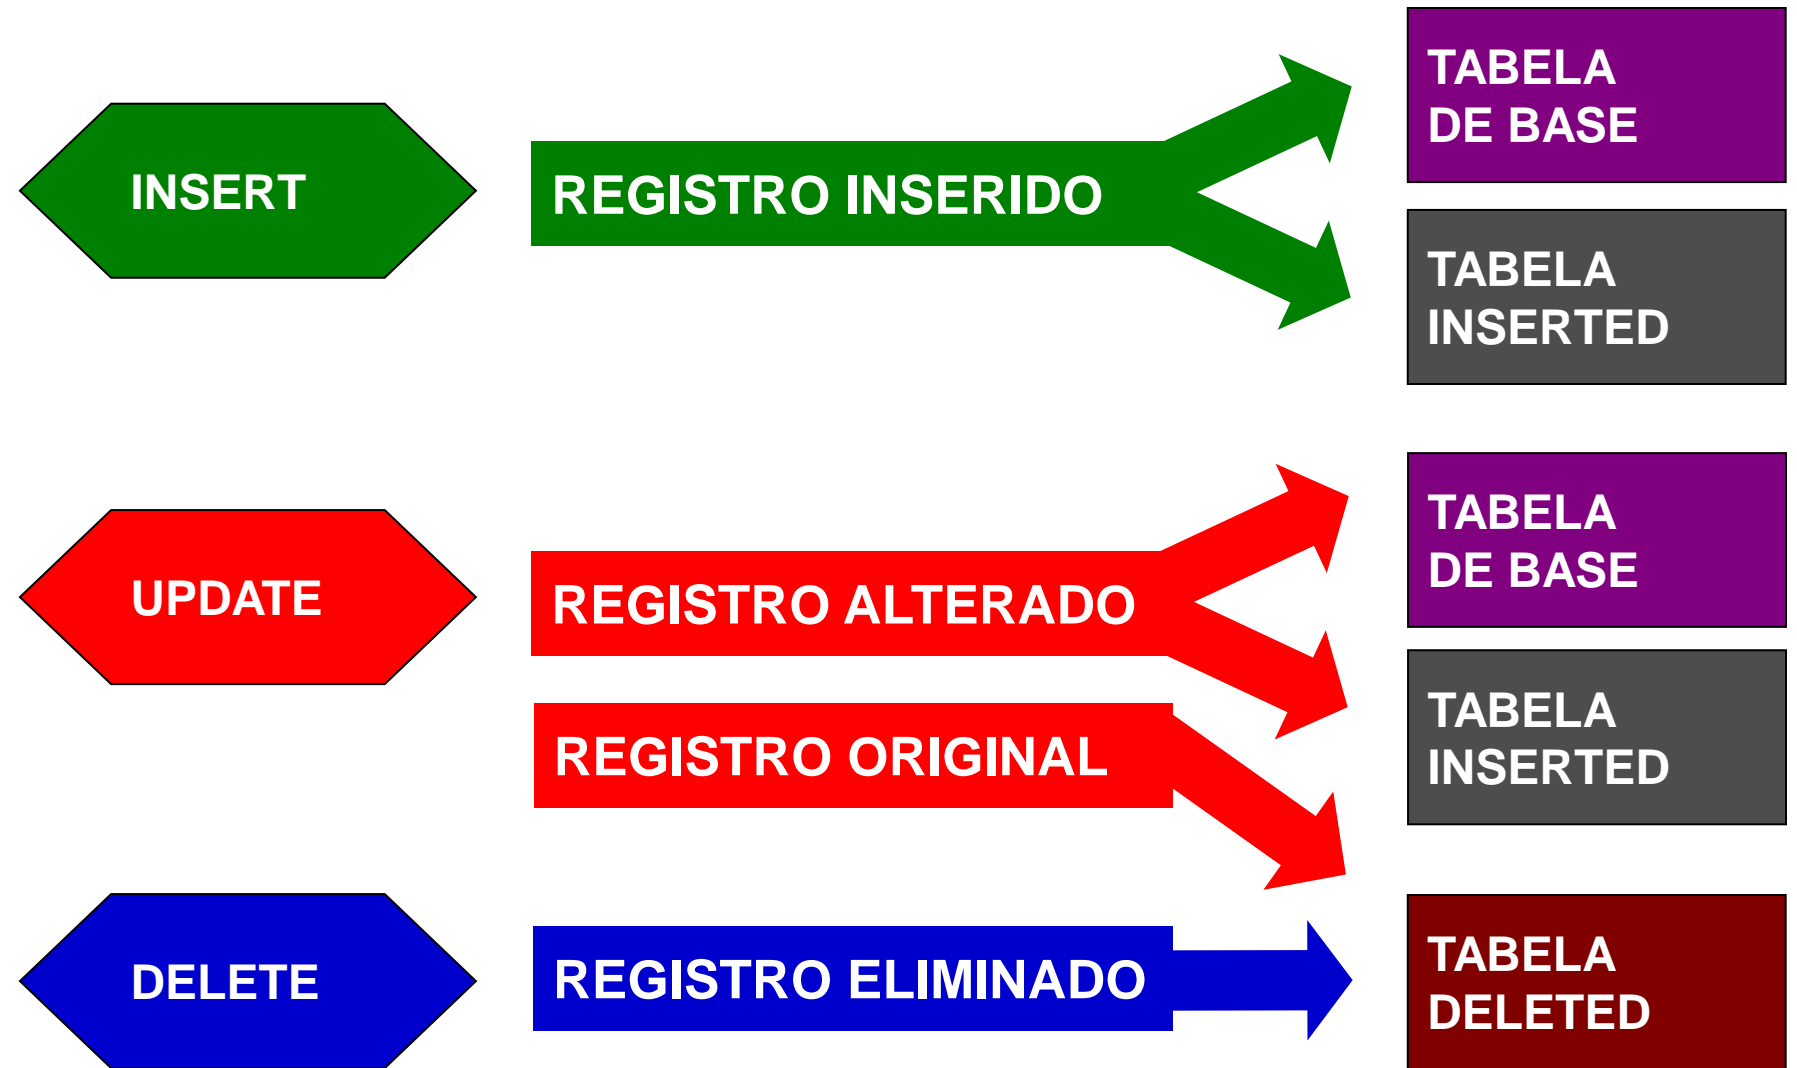 INSERT
REGISTRO INSERIDO
TABELA
DE BASE
TABELA
INSERTED
UPDATE
REGISTRO ALTERADO
REGISTRO ORIGINAL
TABELA
DE BASE
TABELA
INSERTED
DELETE
REGISTRO ELIMINADO
TABELA
DELETED